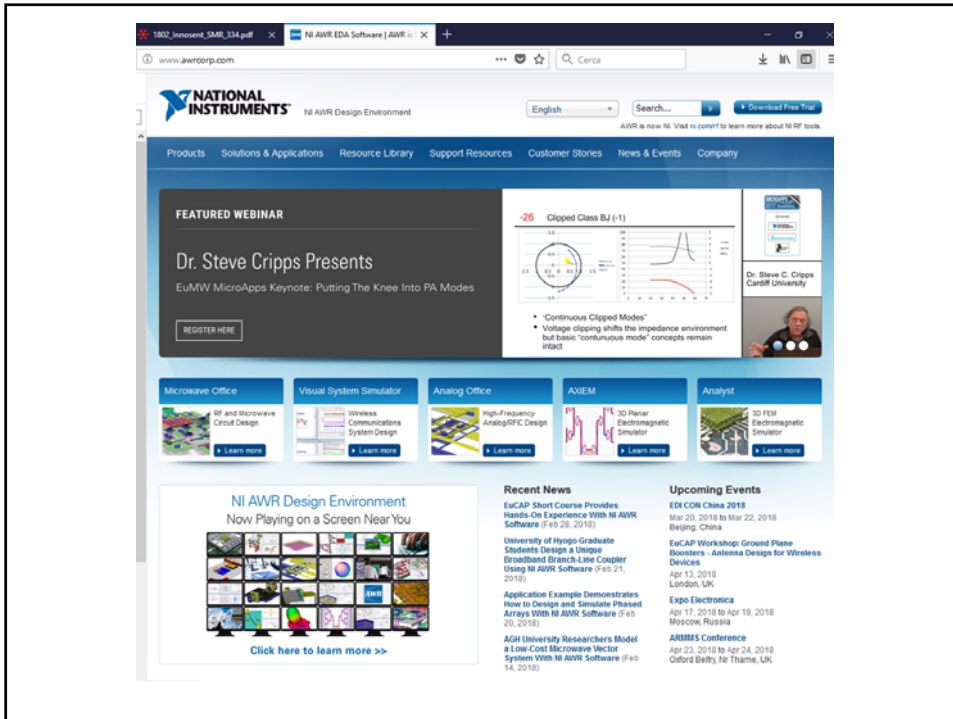 1802_Innosent_SMR_334.pdf
NI AWR EDA Software | AWR is
www.awrcorp.com
Cerca
NATIONAL
INSTRUMENTS™
NI AWR Design Environment
English
Search...
Download Free Trial
AWR is now NI. Visit ni.com/rf to learn more about NI RF tools.
Products Solutions & Applications Resource Library Support Resources Customer Stories News & Events Company
FEATURED WEBINAR
Dr. Steve Cripps Presents
EuMW MicroApps Keynote: Putting The Knee Into PA Modes
REGISTER HERE
-26 Clipped Class BJ (-1)
• "Continuous Clipped Modes"
• Voltage clipping shifts the impedance environment
but basic "contunuous mode" concepts remain
intact
Dr. Steve C. Cripps
Cardiff University
Microwave Office
RF and Microwave
Circuit Design
Learn more
Visual System Simulator
Wireless
Communications
System Design
Learn more
Analog Office
High-Frequency
Analog/RFIC Design
Learn more
AXIEM
3D Planar
Electromagnetic
Simulator
Learn more
Analyst
3D FEM
Electromagnetic
Simulator
Learn more
NI AWR Design Environment
Now Playing on a Screen Near You
AWR
Click here to learn more >>
Recent News
EuCAP Short Course Provides
Hands-On Experience With NI AWR
Software (Feb 28, 2018)
University of Hyogo Graduate
Students Design a Unique
Broadband Branch-Line Coupler
Using NI AWR Software (Feb 21,
2018)
Application Example Demonstrates
How to Design and Simulate Phased
Arrays With NI AWR Software (Feb
20, 2018)
AGH University Researchers Model
a Low-Cost Microwave Vector
System With NI AWR Software (Feb
14, 2018)
Upcoming Events
EDI CON China 2018
Mar 20, 2018 to Mar 22, 2018
Beijing, China
EuCAP Workshop: Ground Plane
Boosters - Antenna Design for Wireless
Devices
Apr 13, 2018
London, UK
Expo Electronica
Apr 17, 2018 to Apr 19, 2018
Moscow, Russia
ARMMS Conference
Apr 23, 2018 to Apr 24, 2018
Oxford Belfry, Nr Thame, UK